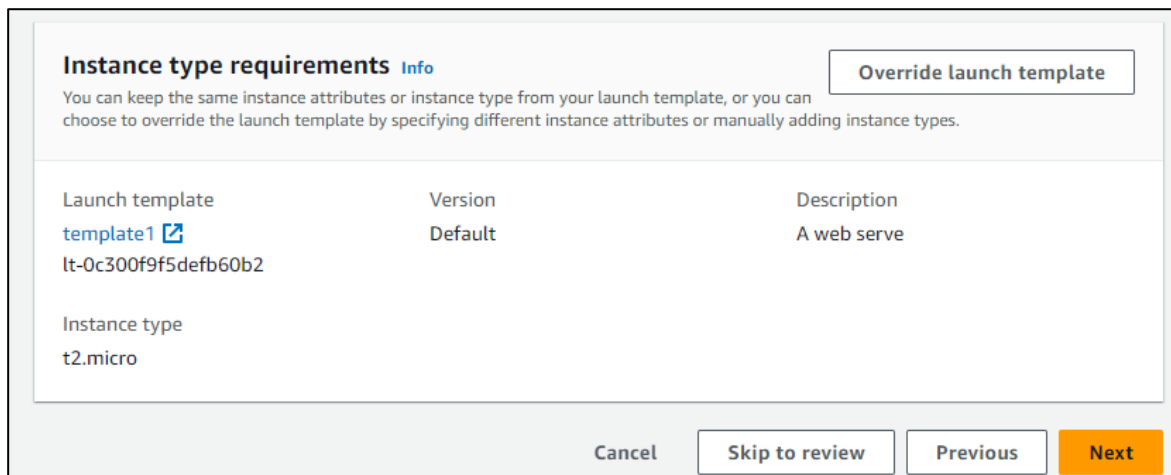 Instance type requirements Info
Override launch template
You can keep the same instance attributes or instance type from your launch template, or you can
choose to override the launch template by specifying different instance attributes or manually adding instance types.
Launch template
Version
Description
template1
Default
A web serve
lt-0c300f9f5defb60b2
Instance type
t2.micro
Cancel
Skip to review
Previous
Next